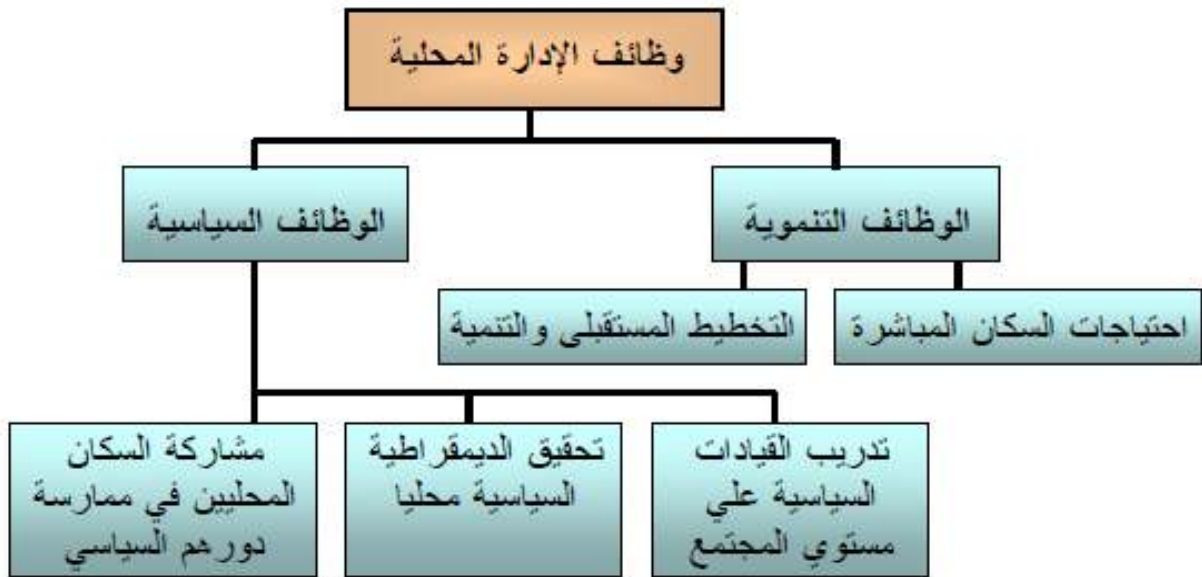 وظائف الإدارة المحلية
الوظائف التنموية
الوظائف السياسية
احتياجات السكان المباشرة
التخطيط المستقبلى والتنمية
تدريب القيادات
السياسية علي
مستوي المجتمع
تحقيق الديمقراطية
السياسية محليا
مشاركة السكان
المحليين في ممارسة
دورهم السياسي